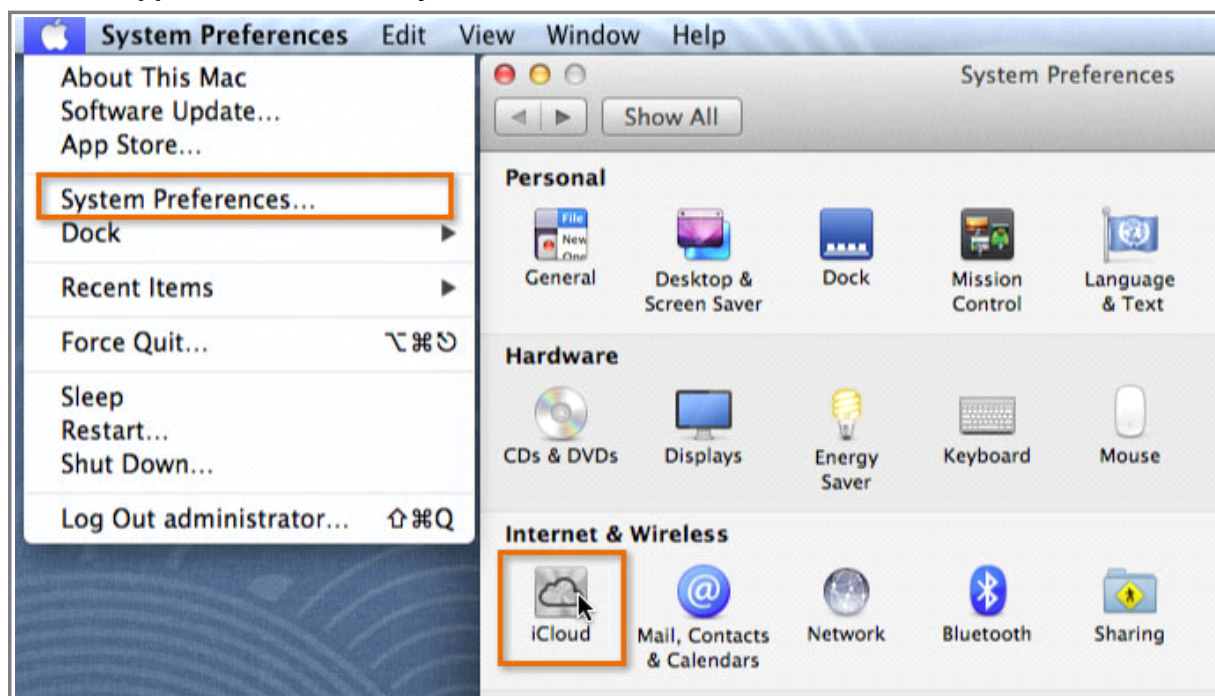 System Preferences Edit View Window Help
About This Mac
Software Update...
App Store...
System Preferences...
Dock
Recent Items
Force Quit... ⌥⌘⎋
Sleep
Restart...
Shut Down...
Log Out administrator... ⇧⌘Q
System Preferences
Show All
Personal
File
New
General
Desktop &
Screen Saver
Dock
Mission
Control
Language
& Text
Hardware
CDs & DVDs
Displays
Energy
Saver
Keyboard
Mouse
Internet & Wireless
iCloud
Mail, Contacts
& Calendars
Network
Bluetooth
Sharing